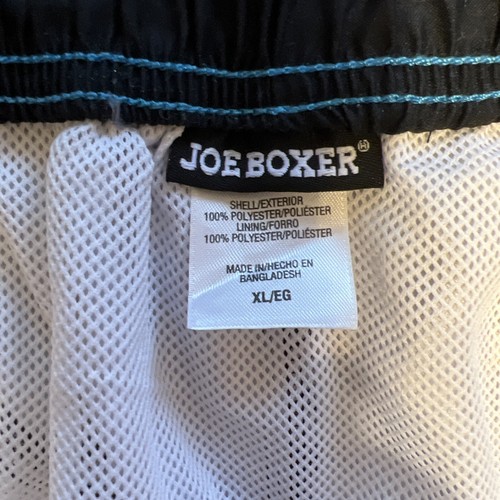 JOE BOXER®
SHELL/EXTERIOR
100% POLYESTER/POLIÉSTER
LINING/FORRO
100% POLYESTER/POLIÉSTER
MADE IN/HECHO EN
BANGLADESH
XL/EG